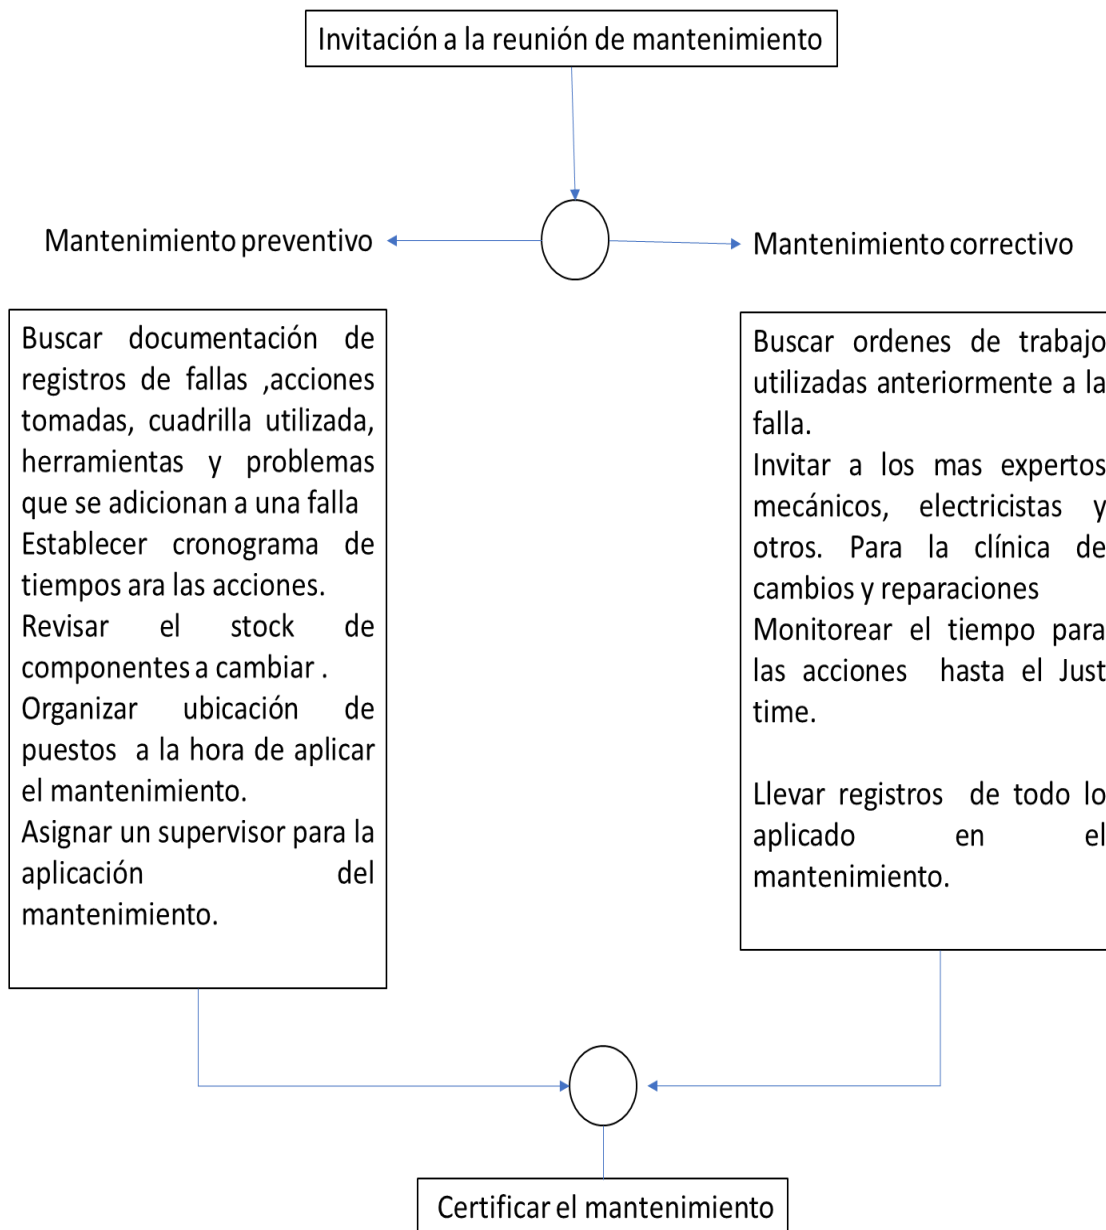 Invitación a la reunión de mantenimiento
Mantenimiento preventivo
Mantenimiento correctivo
Buscar documentación de
registros de fallas ,acciones
tomadas, cuadrilla utilizada,
herramientas y problemas
que se adicionan a una falla
Establecer cronograma de
tiempos ara las acciones.
Revisar el stock de
componentes a cambiar .
Organizar ubicación de
puestos a la hora de aplicar
el mantenimiento.
Asignar un supervisor para la
aplicación del
mantenimiento.
Buscar ordenes de trabajo
utilizadas anteriormente a la
falla.
Invitar a los mas expertos
mecánicos, electricistas y
otros. Para la clínica de
cambios y reparaciones
Monitorear el tiempo para
las acciones hasta el Just
time.
Llevar registros de todo lo
aplicado en el
mantenimiento.
Certificar el mantenimiento